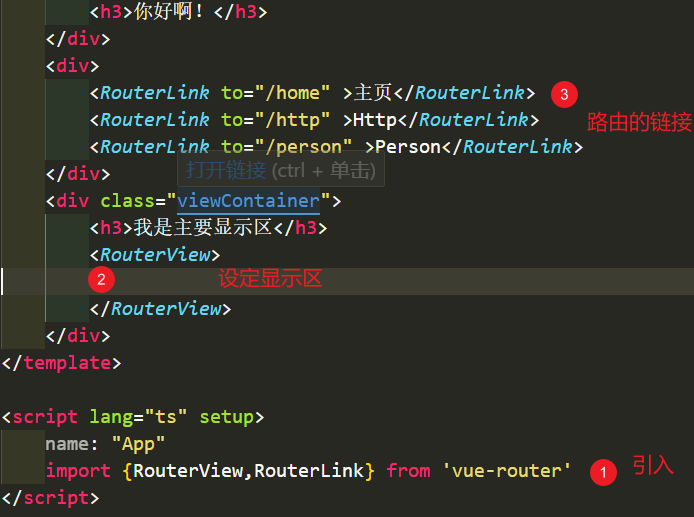 <h3>你好啊！</h3>
</div>
<div>
<RouterLink to="/home" >主页</RouterLink> 3
<RouterLink to="/http" >Http</RouterLink> 路由的链接
<RouterLink to="/person" >Person</RouterLink>
打开链接 (ctrl + 单击)
</div>
<div class="viewContainer">
<h3>我是主要显示区</h3>
<RouterView>
2 设定显示区
</RouterView>
</div>
</template>
<script lang="ts" setup>
name: "App"
import {RouterView,RouterLink} from 'vue-router' 1 引入
</script>